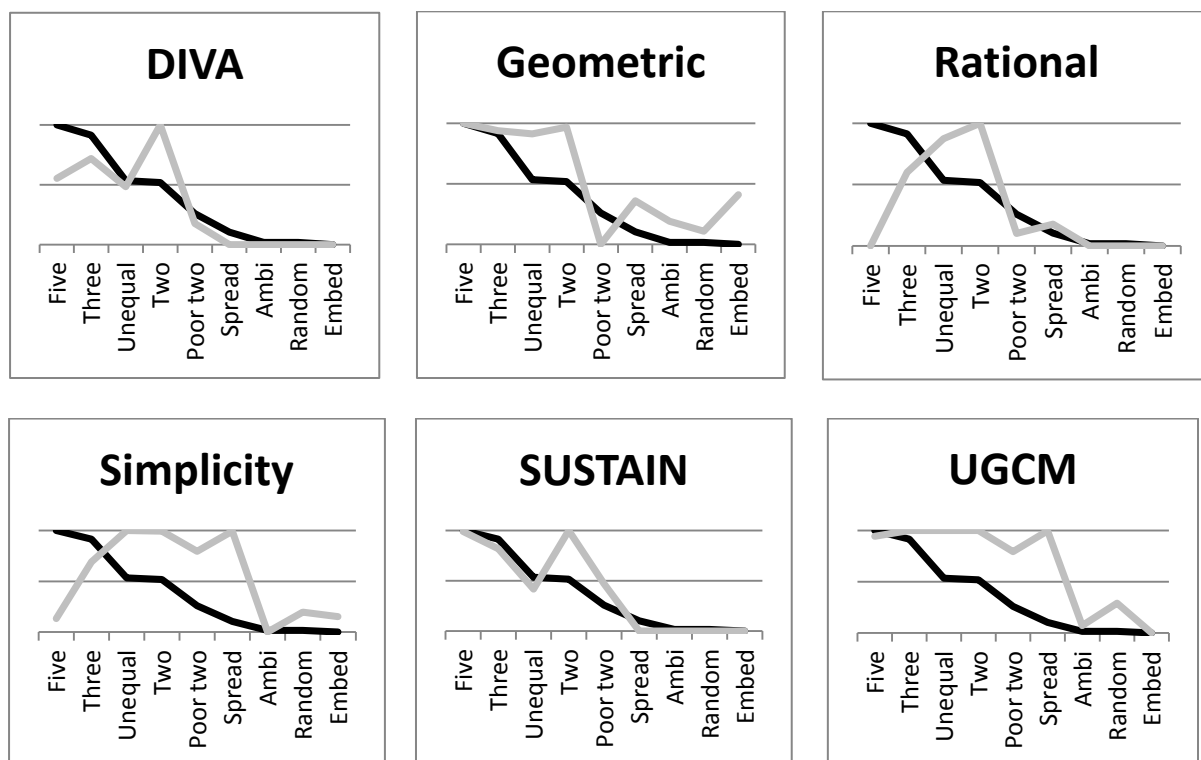 DIVA
Five
Three
Unequal
Two
Poor two
Spread
Ambi
Random
Embed
Geometric
Five
Three
Unequal
Two
Poor two
Spread
Ambi
Random
Embed
Rational
Five
Three
Unequal
Two
Poor two
Spread
Ambi
Random
Embed
Simplicity
Five
Three
Unequal
Two
Poor two
Spread
Ambi
Random
Embed
SUSTAIN
Five
Three
Unequal
Two
Poor two
Spread
Ambi
Random
Embed
UGCM
Five
Three
Unequal
Two
Poor two
Spread
Ambi
Random
Embed